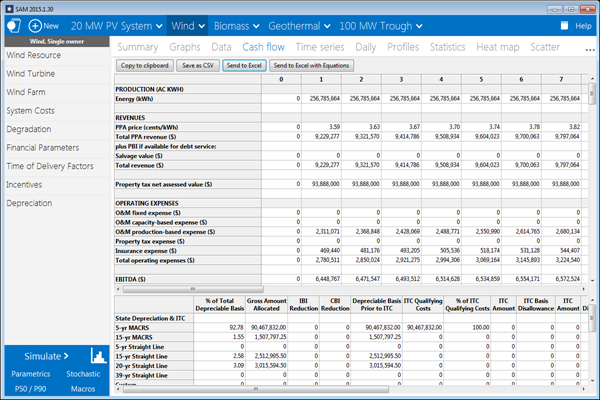 SAM 2015.1.30
New 20 MW PV System Wind Biomass Geothermal 100 MW Trough Help
Wind, Single owner
Summary Graphs Data Cash flow Time series Daily Profiles Statistics Heat map Scatter ...
Wind Resource
Wind Turbine
Wind Farm
System Costs
Degradation
Financial Parameters
Time of Delivery Factors
Incentives
Depreciation
Copy to clipboard Save as CSV Send to Excel Send to Excel with Equations
0 1 2 3 4 5 6 7
PRODUCTION (AC KWH)
Energy (kWh) 0 256,785,664 256,785,664 256,785,664 256,785,664 256,785,664 256,785,664 256,785,664
REVENUES
PPA price (cents/kWh) 0 3.59 3.63 3.67 3.70 3.74 3.78 3.82
Total PPA revenue ($) 0 9,229,277 9,321,570 9,414,786 9,508,934 9,604,023 9,700,063 9,797,064
plus PBI if available for debt service:
Salvage value ($) 0 0 0 0 0 0 0 0
Total revenue ($) 0 9,229,277 9,321,570 9,414,786 9,508,934 9,604,023 9,700,063 9,797,064
Property tax net assessed value ($) 0 93,888,000 93,888,000 93,888,000 93,888,000 93,888,000 93,888,000 93,888,000
OPERATING EXPENSES
O&M fixed expense ($) 0 0 0 0 0 0 0 0
O&M capacity-based expense ($) 0 0 0 0 0 0 0 0
O&M production-based expense ($) 0 2,311,071 2,368,848 2,428,069 2,488,771 2,550,990 2,614,765 2,680,134
Property tax expense ($) 0 0 0 0 0 0 0 0
Insurance expense ($) 0 469,440 481,176 493,205 505,536 518,174 531,128 544,407
Total operating expenses ($) 0 2,780,511 2,850,024 2,921,275 2,994,306 3,069,164 3,145,893 3,224,540
EBITDA ($) 0 6,448,767 6,471,547 6,493,512 6,514,628 6,534,859 6,554,171 6,572,524
% of Total Depreciable Basis Gross Amount Allocated IBI Reduction CBI Reduction Depreciable Basis Prior to ITC ITC Qualifying Costs % of ITC Qualifying Costs ITC Amount ITC Basis Disallowance ITC Amount
State Depreciation & ITC
5-yr MACRS 92.78 90,467,832.00 0 0 90,467,832.00 90,467,832.00 100.00 0 0 0
15-yr MACRS 1.55 1,507,797.25 0 0 1,507,797.25 0 0 0 0 0
5-yr Straight Line 0 0 0 0 0 0 0 0 0 0
15-yr Straight Line 2.58 2,512,995.50 0 0 2,512,995.50 0 0 0 0 0
20-yr Straight Line 3.09 3,015,594.50 0 0 3,015,594.50 0 0 0 0 0
39-yr Straight Line 0 0 0 0 0 0 0 0 0 0
Simulate >
Parametrics Stochastic
P50 / P90 Macros